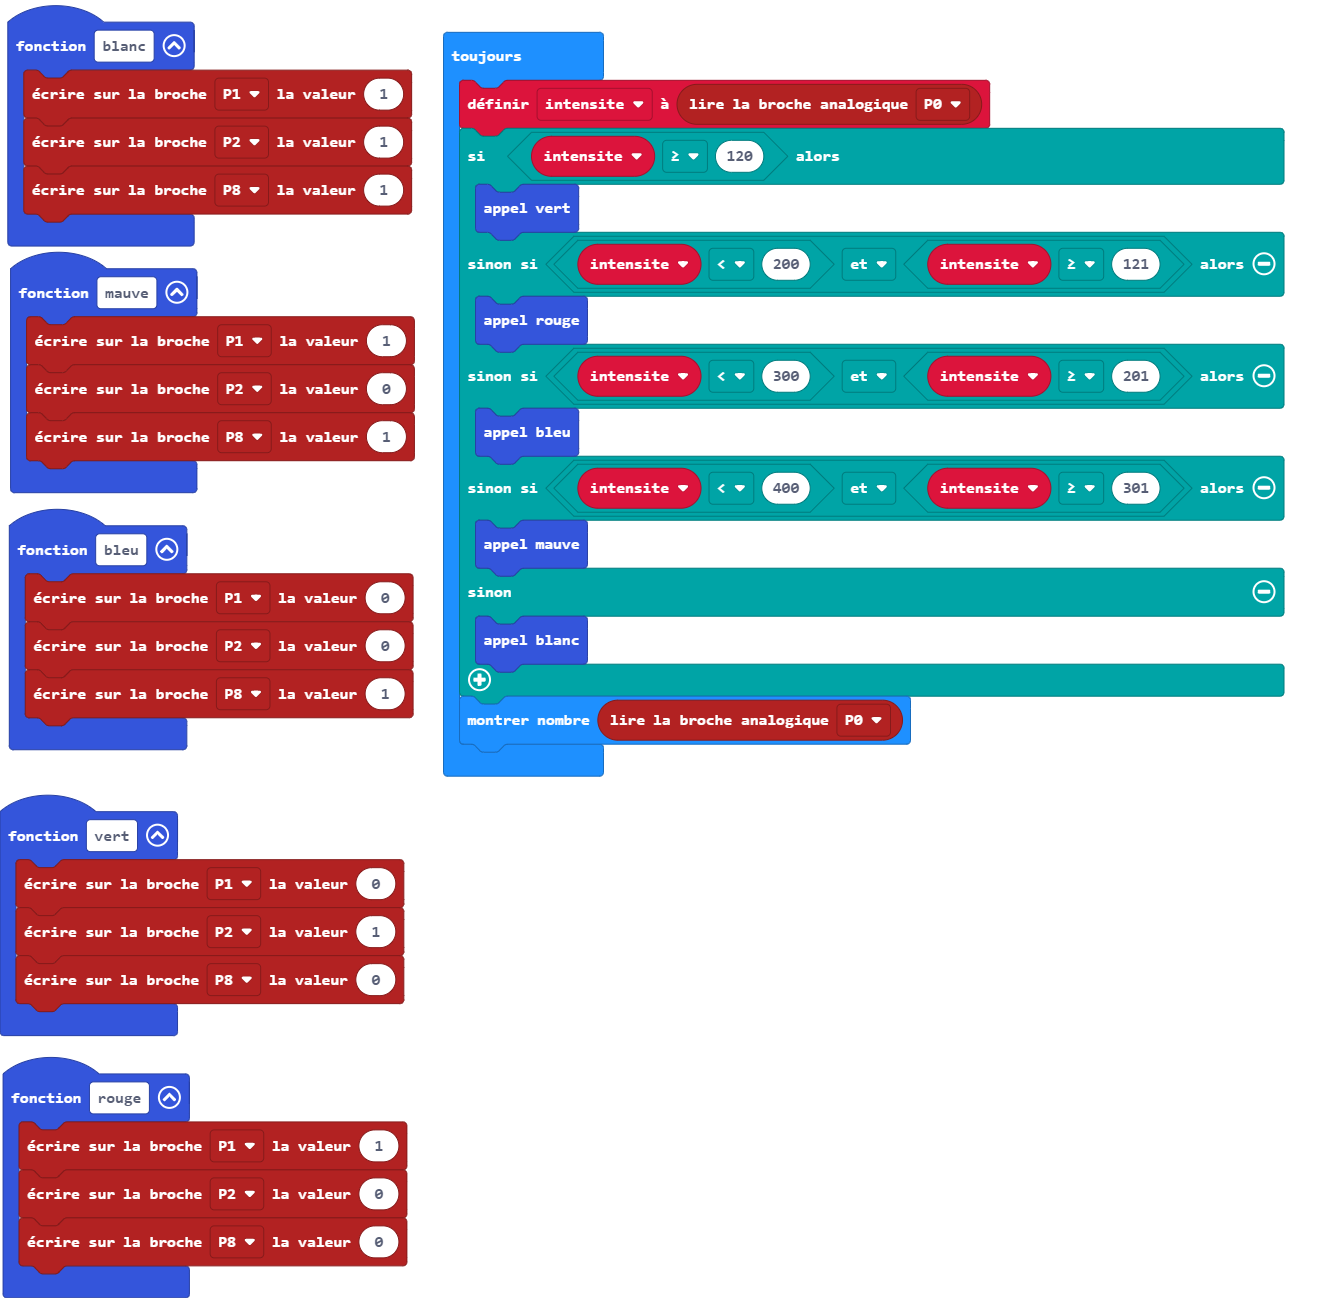 fonction blanc
écrire sur la broche P1 la valeur 1
écrire sur la broche P2 la valeur 1
écrire sur la broche P8 la valeur 1
fonction mauve
écrire sur la broche P1 la valeur 1
écrire sur la broche P2 la valeur 0
écrire sur la broche P8 la valeur 1
fonction bleu
écrire sur la broche P1 la valeur 0
écrire sur la broche P2 la valeur 0
écrire sur la broche P8 la valeur 1
fonction vert
écrire sur la broche P1 la valeur 0
écrire sur la broche P2 la valeur 1
écrire sur la broche P8 la valeur 0
fonction rouge
écrire sur la broche P1 la valeur 1
écrire sur la broche P2 la valeur 0
écrire sur la broche P8 la valeur 0
toujours
définir intensite à lire la broche analogique P0
si intensite ≥ 120 alors
appel vert
sinon si intensite < 200 et intensite ≥ 121 alors
appel rouge
sinon si intensite < 300 et intensite ≥ 201 alors
appel bleu
sinon si intensite < 400 et intensite ≥ 301 alors
appel mauve
sinon
appel blanc
montrer nombre lire la broche analogique P0